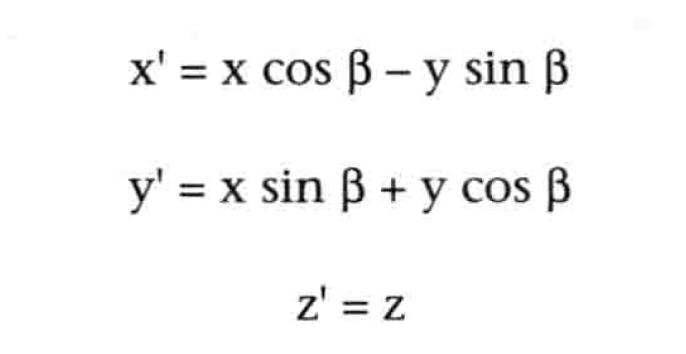 x' = x cos β – y sin β
y' = x sin β + y cos β
z' = z